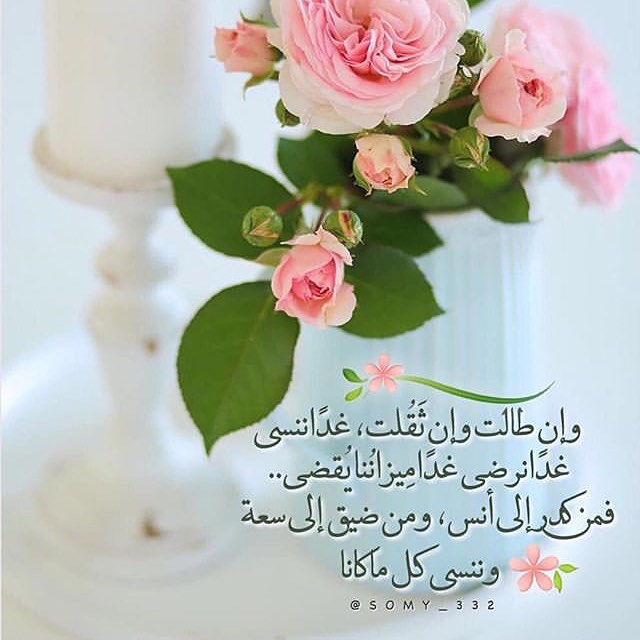 وإن طالت وإن ثَقُلت، غدًا ننسى
غدًا نرضى غدًا مِيزانُنا يُقضى..
فمن كدر إلى أنس، ومن ضيق إلى سعة
وننسى كل ماكانا
@SOMY_332